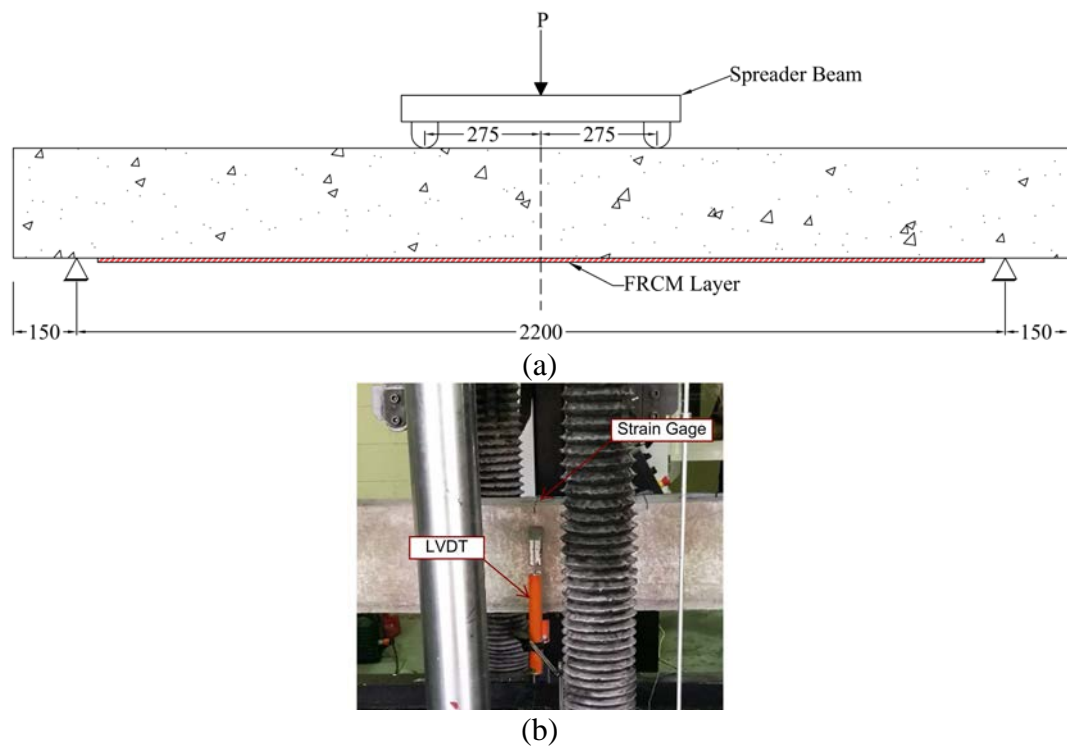 P
Spreader Beam
275 275
FRCM Layer
150 2200 150
(a)
Strain Gage
LVDT
(b)